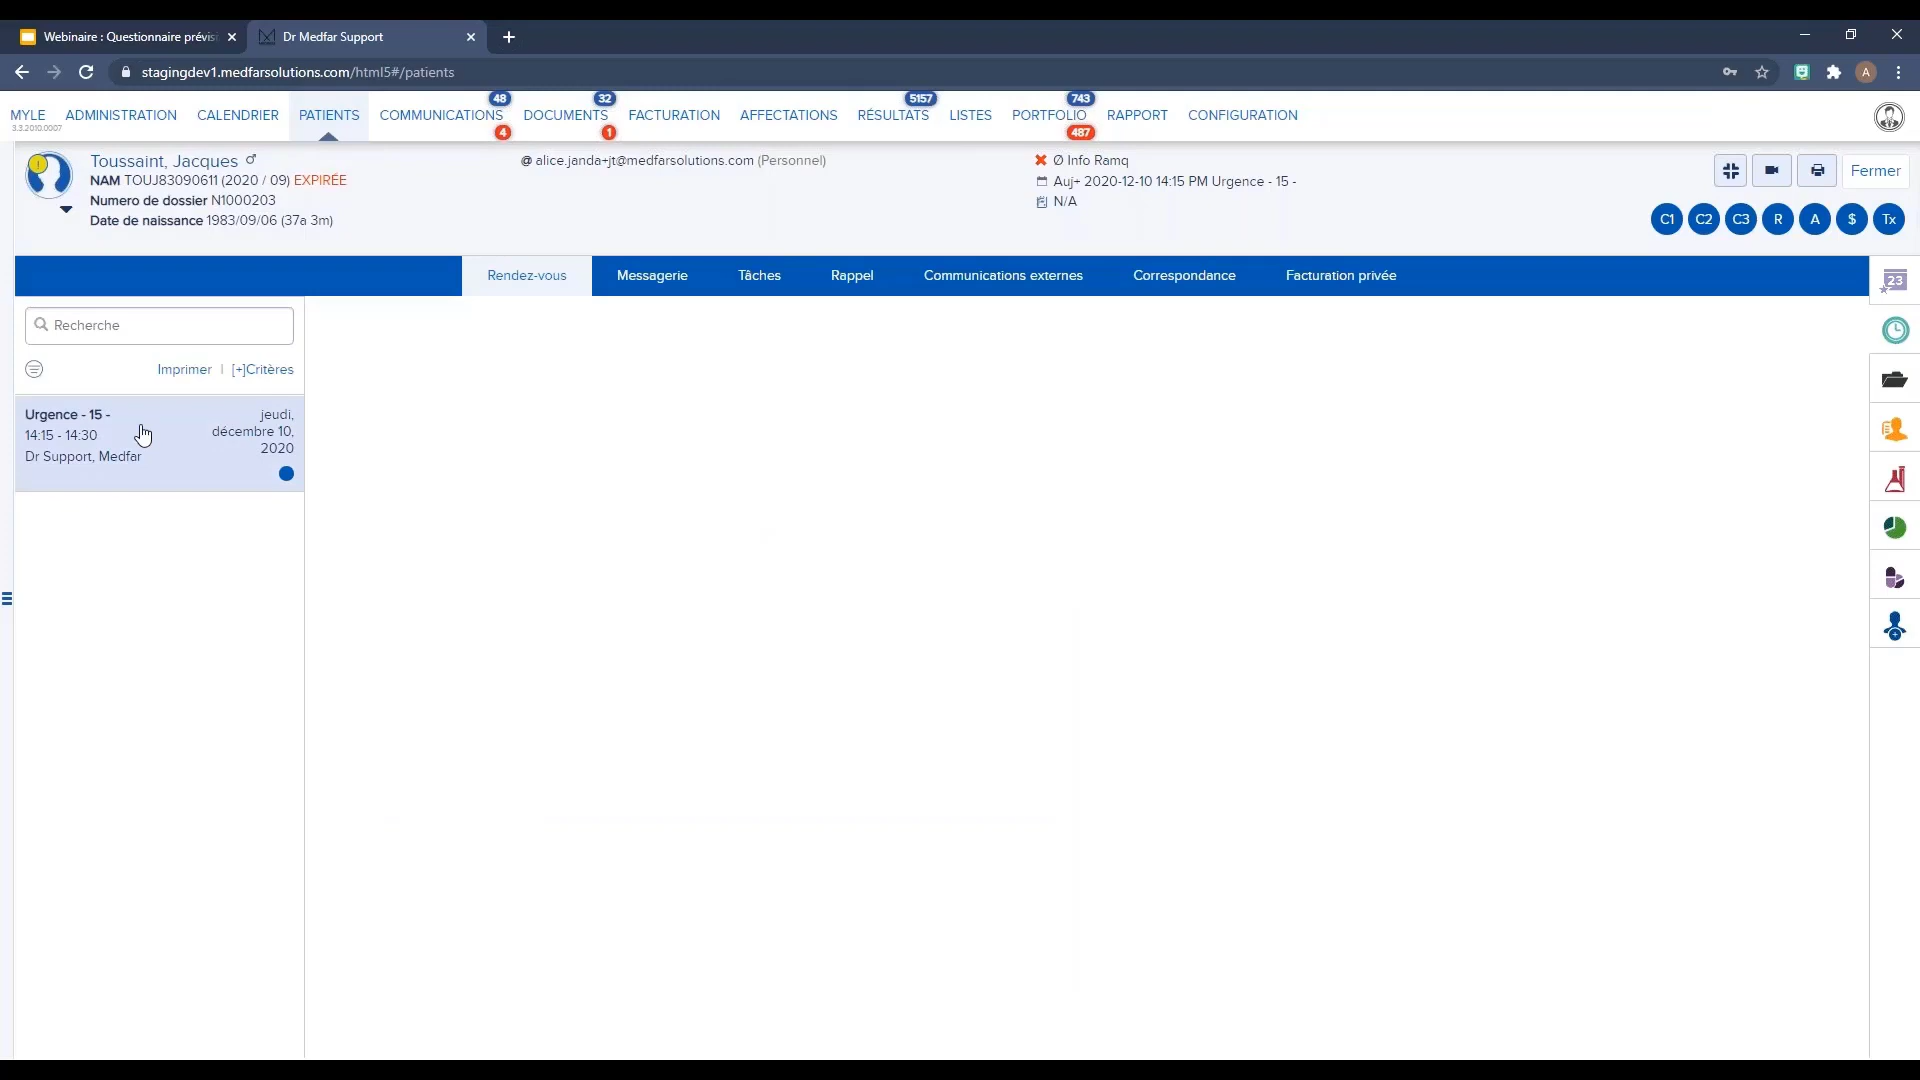 Webinaire : Questionnaire prévis
Dr Medfar Support
stagingdev1.medfarsolutions.com/html5#/patients
A
MYLE
3.3.2010.0007
ADMINISTRATION
CALENDRIER
PATIENTS
COMMUNICATIONS
48
4
DOCUMENTS
32
1
FACTURATION
AFFECTATIONS
RÉSULTATS
5157
LISTES
PORTFOLIO
743
487
RAPPORT
CONFIGURATION
Toussaint, Jacques ♂
NAM TOUJ83090611 (2020 / 09) EXPIRÉE
Numero de dossier N1000203
Date de naissance 1983/09/06 (37a 3m)
@ alice.janda+jt@medfarsolutions.com (Personnel)
Ø Info Ramq
Auj+ 2020-12-10 14:15 PM Urgence - 15 -
N/A
Fermer
C1 C2 C3 R A $ Tx
Rendez-vous
Messagerie
Tâches
Rappel
Communications externes
Correspondance
Facturation privée
23
Recherche
Imprimer | [+]Critères
Urgence - 15 -
14:15 - 14:30
Dr Support, Medfar
jeudi,
décembre 10,
2020